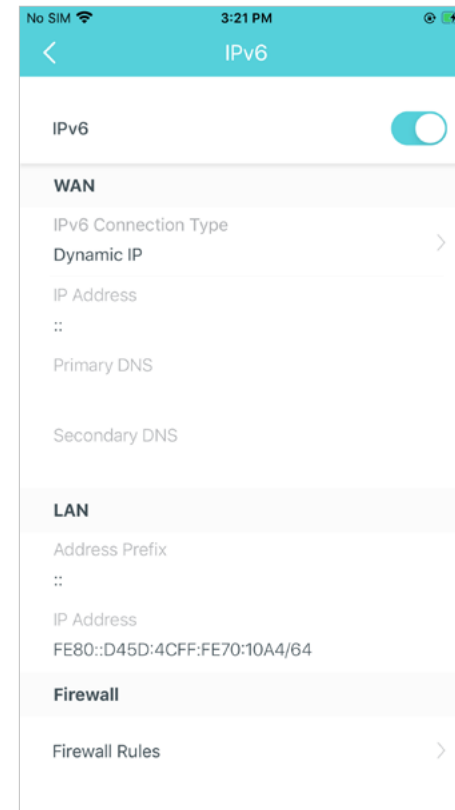 No SIM 3:21 PM
IPv6
IPv6
WAN
IPv6 Connection Type
Dynamic IP
IP Address
::
Primary DNS
Secondary DNS
LAN
Address Prefix
::
IP Address
FE80::D45D:4CFF:FE70:10A4/64
Firewall
Firewall Rules